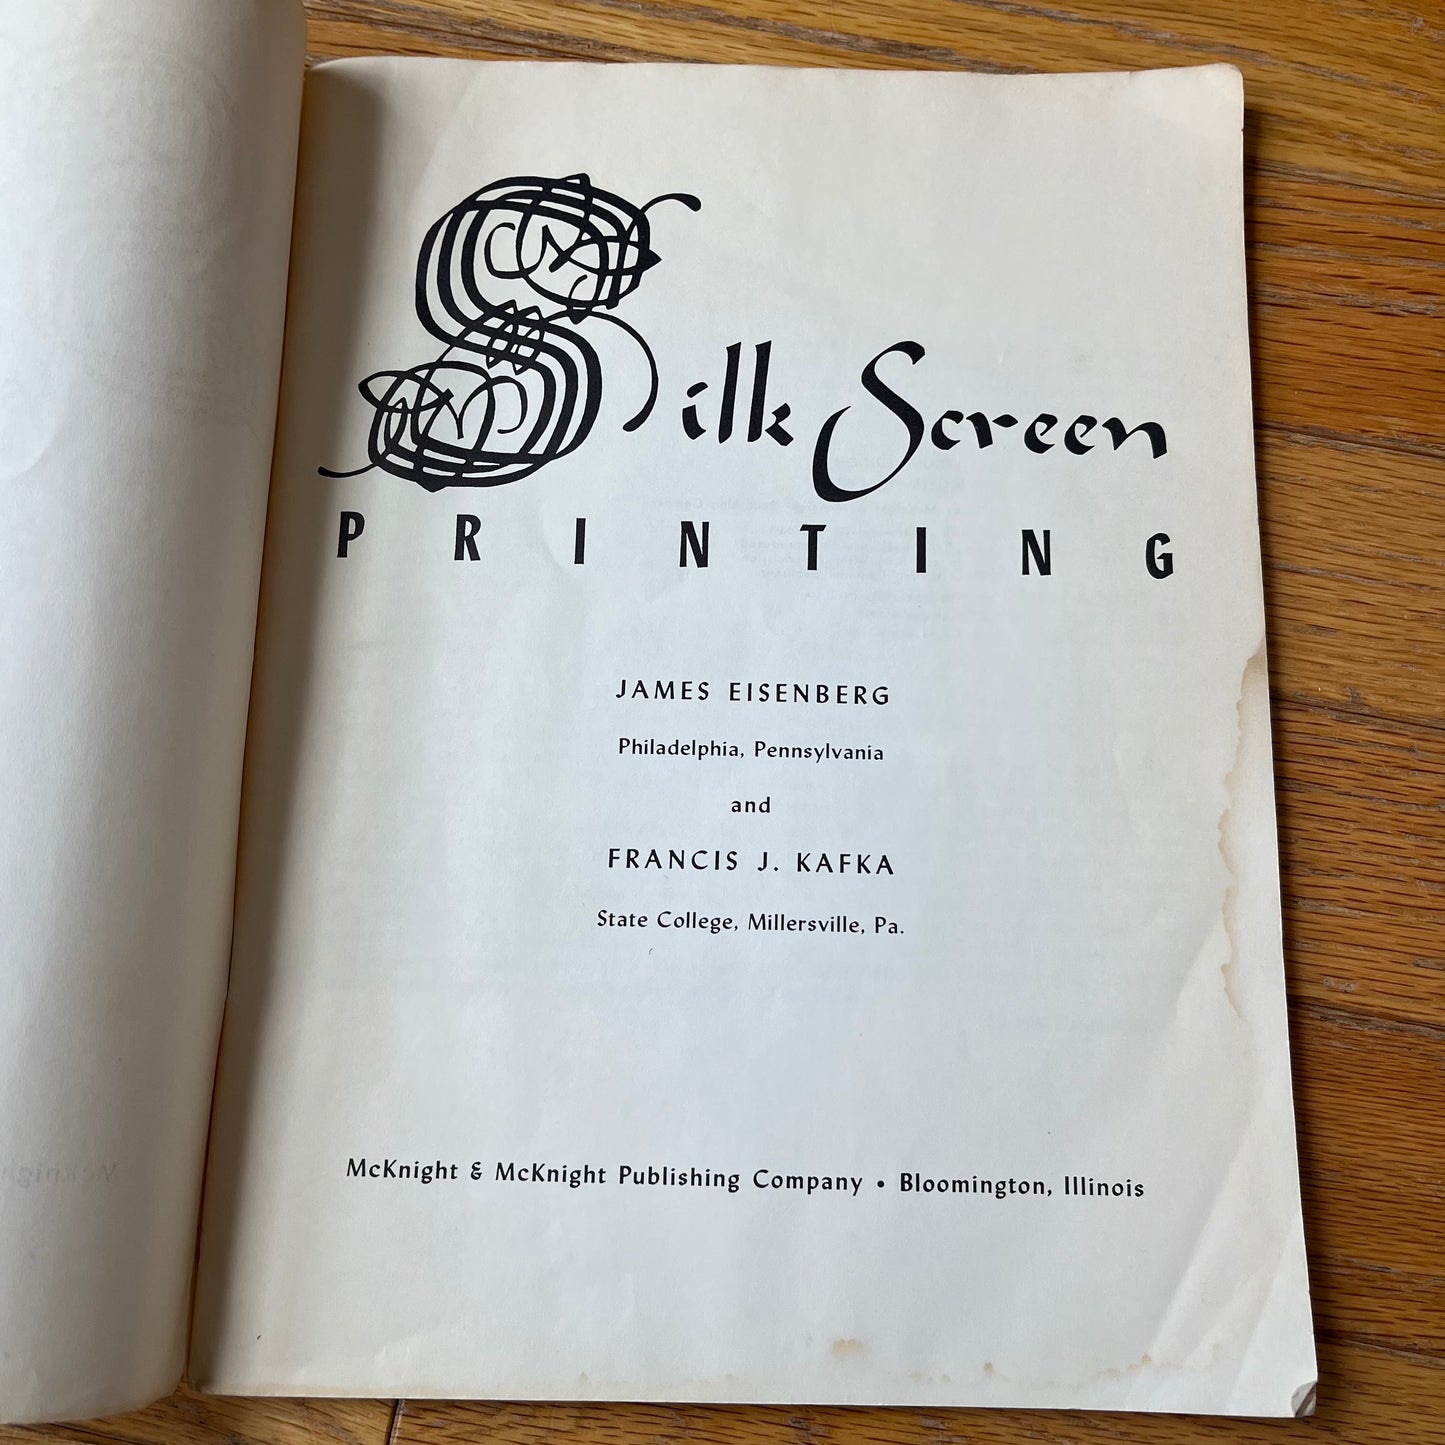 Silk Screen
PRINTING
JAMES EISENBERG
Philadelphia, Pennsylvania
and
FRANCIS J. KAFKA
State College, Millersville, Pa.
McKnight & McKnight Publishing Company • Bloomington, Illinois